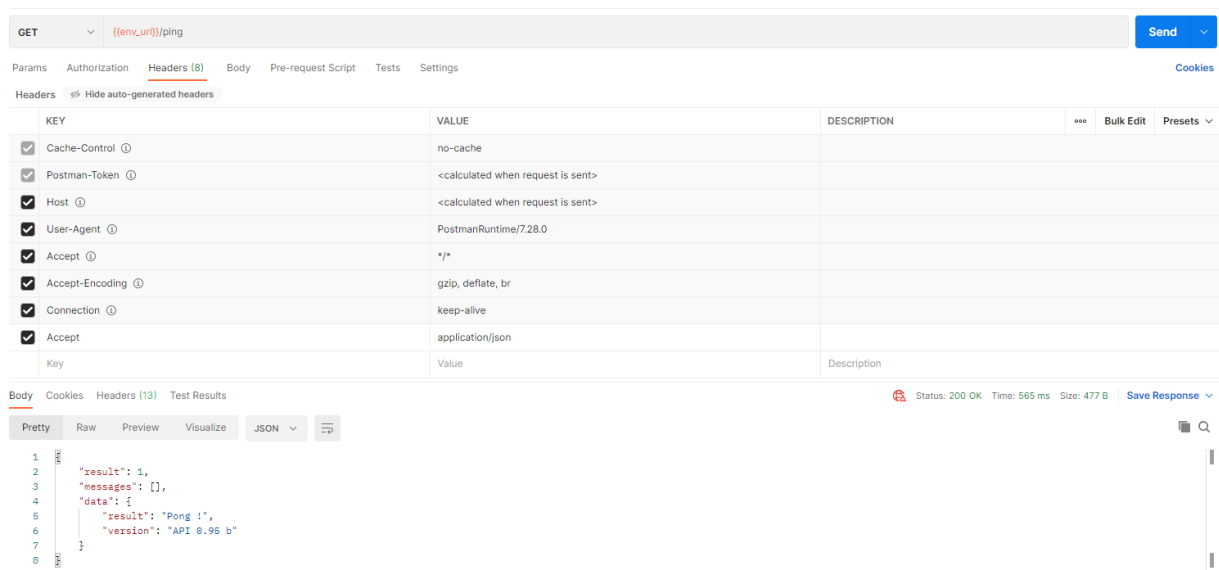 GET {{env_url}}/ping Send
Params Authorization Headers (8) Body Pre-request Script Tests Settings Cookies
Headers Hide auto-generated headers
KEY VALUE DESCRIPTION ooo Bulk Edit Presets
Cache-Control no-cache
Postman-Token <calculated when request is sent>
Host <calculated when request is sent>
User-Agent PostmanRuntime/7.28.0
Accept */*
Accept-Encoding gzip, deflate, br
Connection keep-alive
Accept application/json
Key Value Description
Body Cookies Headers (13) Test Results Status: 200 OK Time: 565 ms Size: 477 B Save Response
Pretty Raw Preview Visualize JSON
1 {
2 "result": 1,
3 "messages": [],
4 "data": {
5 "result": "Pong !",
6 "version": "API 0.95 b"
7 }
8 }